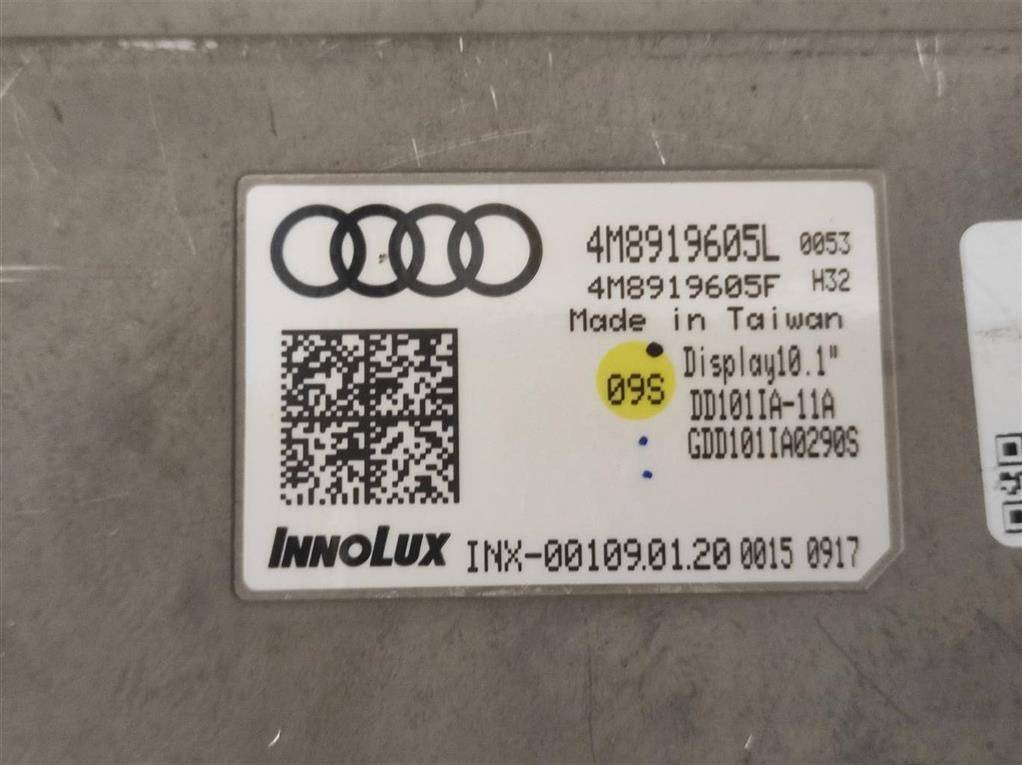 4M8919605L 0053
4M8919605F H32
Made in Taiwan
Display10.1"
09S
DD101IA-11A
GDD101IA0290S
INNOLUX INX-00109.01.20 0015 0917